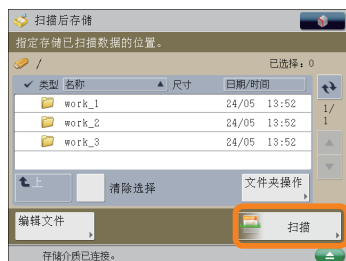 扫描后存储
指定存储已扫描数据的位置。
/ 已选择：0
类型 名称 尺寸 日期/时间
work_1 24/05 13:52
work_2 24/05 13:52
work_3 24/05 13:52
1/
1
上 清除选择 文件夹操作
编辑文件 扫描
存储介质已连接。